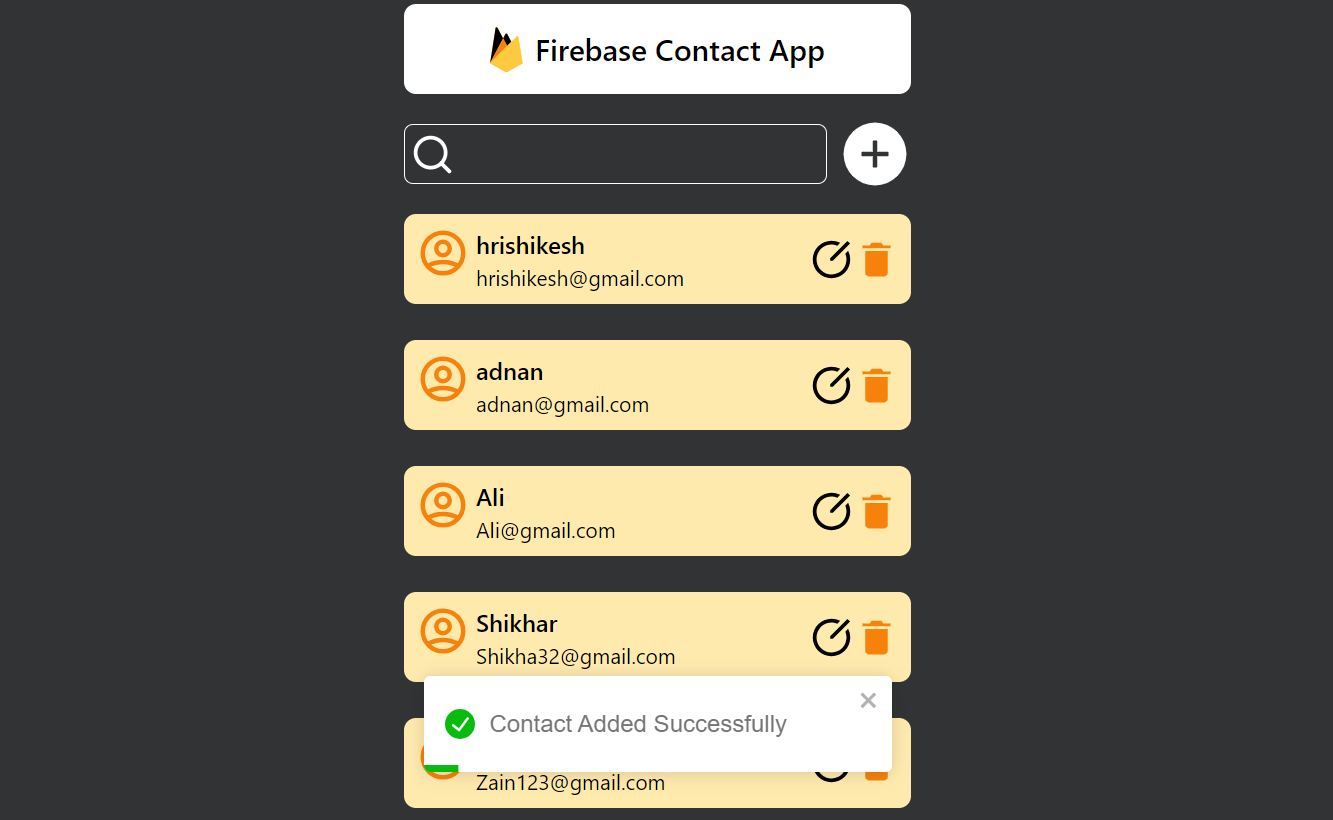 Firebase Contact App
hrishikesh
hrishikesh@gmail.com
adnan
adnan@gmail.com
Ali
Ali@gmail.com
Shikhar
Shikha32@gmail.com
Contact Added Successfully
Zain123@gmail.com